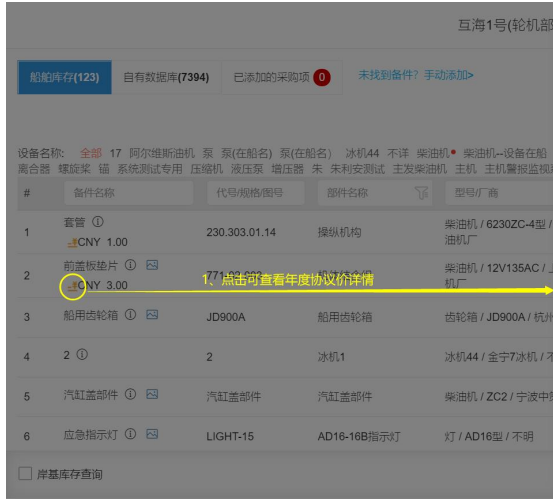 互海1号(轮机部
船舶库存(123) 自有数据库(7394) 已添加的采购项 0 未找到备件? 手动添加>
设备名称: 全部 17 阿尔维斯油机 泵 泵(在船名) 泵(在船名) 冰机44 不详 柴油机 柴油机--设备在船
离合器 螺旋桨 锚 系统测试专用 压缩机 液压泵 增压器 朱 朱利安测试 主发柴油机 主机 主机警报监视
# 备件名称 代号/规格/图号 部件名称 型号/厂商
1 套管 CNY 1.00 230.303.01.14 操纵机构 柴油机 / 6230ZC-4型 /
油机厂
2 前盖板垫片 CNY 3.00 柴油机 / 12V135AC /
机厂
1、点击可查看年度协议价详情
3 船用齿轮箱 JD900A 船用齿轮箱 齿轮箱 / JD900A / 杭州
4 2 2 冰机1 冰机44 / 金宁7冰机 /
5 汽缸盖部件 汽缸盖部件 汽缸盖部件 柴油机 / ZC2 / 宁波中
6 应急指示灯 LIGHT-15 AD16-16B指示灯 灯 / AD16型 / 不明
岸基库存查询